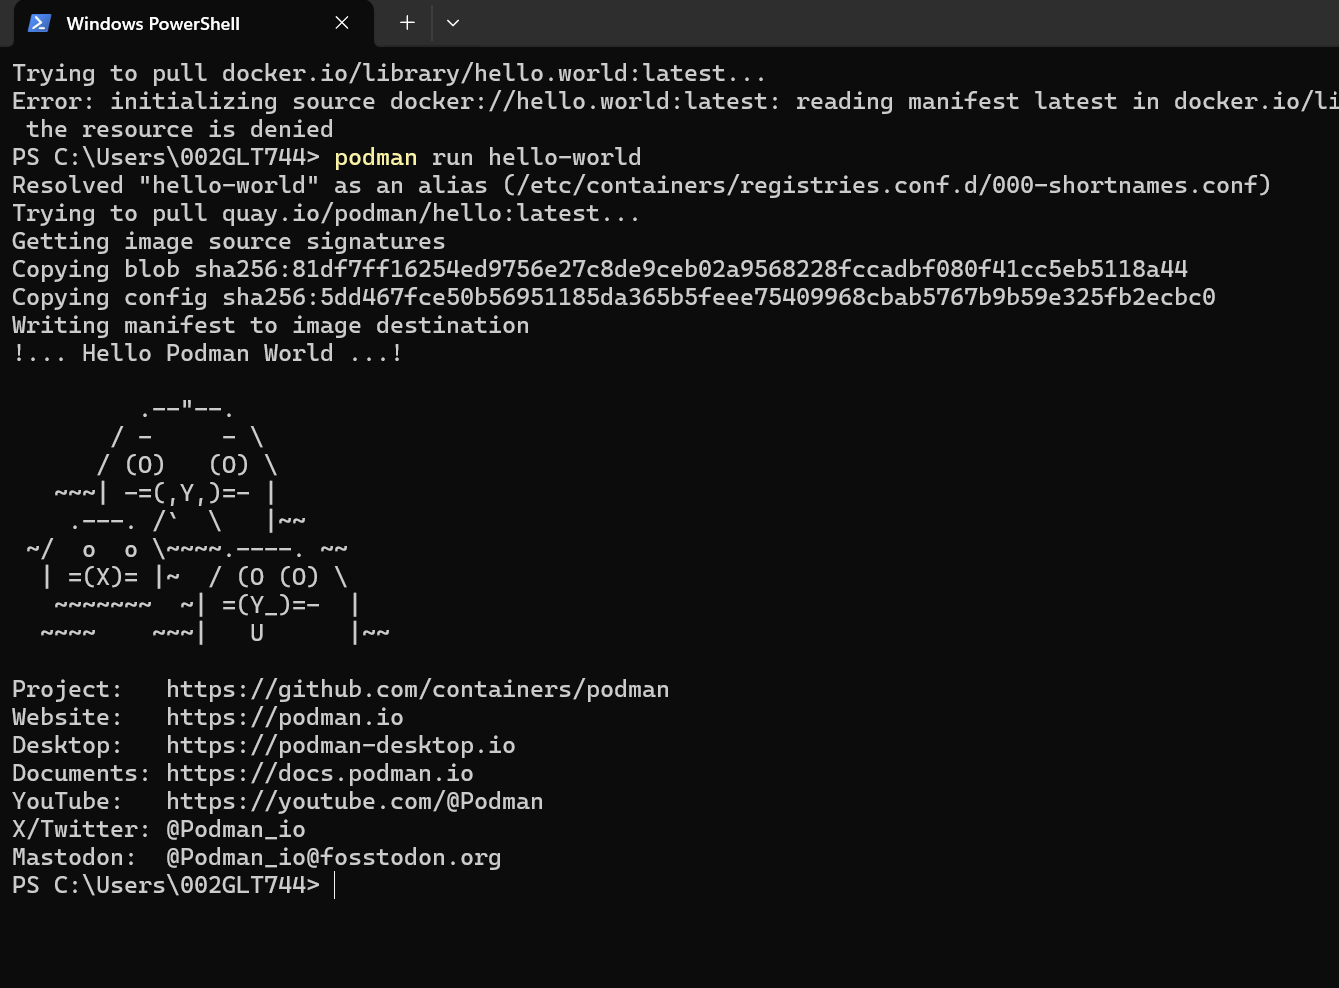 Windows PowerShell
Trying to pull docker.io/library/hello.world:latest...
Error: initializing source docker://hello.world:latest: reading manifest latest in docker.io/li
 the resource is denied
PS C:\Users\002GLT744> podman run hello-world
Resolved "hello-world" as an alias (/etc/containers/registries.conf.d/000-shortnames.conf)
Trying to pull quay.io/podman/hello:latest...
Getting image source signatures
Copying blob sha256:81df7ff16254ed9756e27c8de9ceb02a9568228fccadbf080f41cc5eb5118a44
Copying config sha256:5dd467fce50b56951185da365b5feee75409968cbab5767b9b59e325fb2ecbc0
Writing manifest to image destination
!... Hello Podman World ...!

         .--"--.
       / -     - \
      / (O)   (O) \
   ~~~| -=(,Y,)=- |
    .---. /`  \   |~~
 ~/  o  o \~~~~.----. ~~
  | =(X)= |~  / (O (O) \
   ~~~~~~~  ~| =(Y_)=-  |
  ~~~~    ~~~|   U      |~~

Project:   https://github.com/containers/podman
Website:   https://podman.io
Desktop:   https://podman-desktop.io
Documents: https://docs.podman.io
YouTube:   https://youtube.com/@Podman
X/Twitter: @Podman_io
Mastodon:  @Podman_io@fosstodon.org
PS C:\Users\002GLT744>